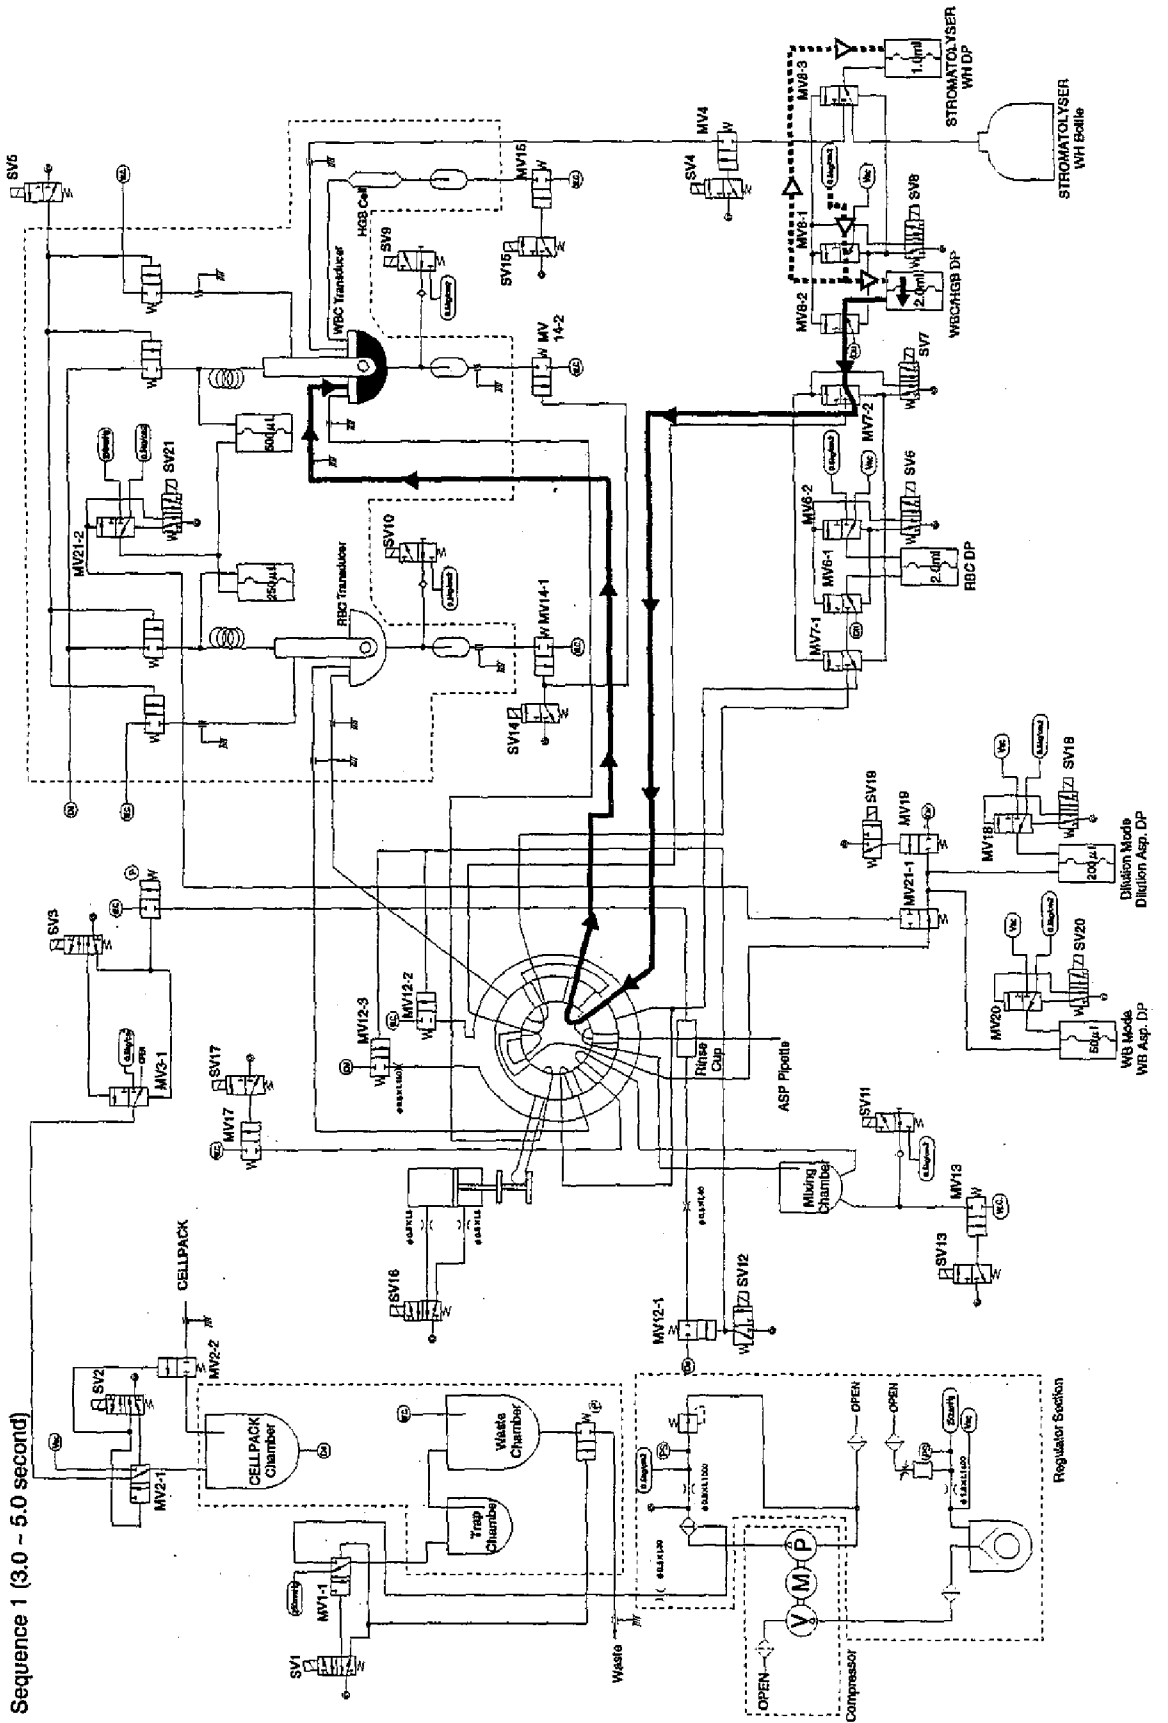 Sequence 1 (3.0 ~ 5.0 second)
SV1
MV1-1
Waste
Trap
Chamber
Waste
Chamber
CELLPACK
Chamber
MV2-1
SV2
MV2-2
CELLPACK
SV3
MV3-1
OPEN
SV17
MV17
MV12-3
MV12-2
SV16
MV12-1
SV12
Compressor
OPEN
V
M
P
OPEN
OPEN
Regulator Section
Rinse
Cup
ASP Pipette
Mixing
Chamber
SV11
MV13
SV13
SV5
MV21-2
SV21
250µl
500µl
RBC Transducer
WBC Transducer
HGB Cell
SV10
SV9
MV14-1
SV14
MV
14-2
SV15
MV15
SV4
MV4
MV7-1
MV6-1
MV6-2
SV6
2.0ml
RBC DP
MV7-2
SV7
MV8-2
MV8-1
SV8
2.0ml
WBC/HGB DP
MV8-3
1.0ml
STROMATOLYSER
WH DP
STROMATOLYSER
WH Bottle
SV19
MV19
MV21-1
MV18
SV18
200µl
Dilution Mode
Dilution Asp. DP
MV20
SV20
50µl
WB Mode
WB Asp. DP